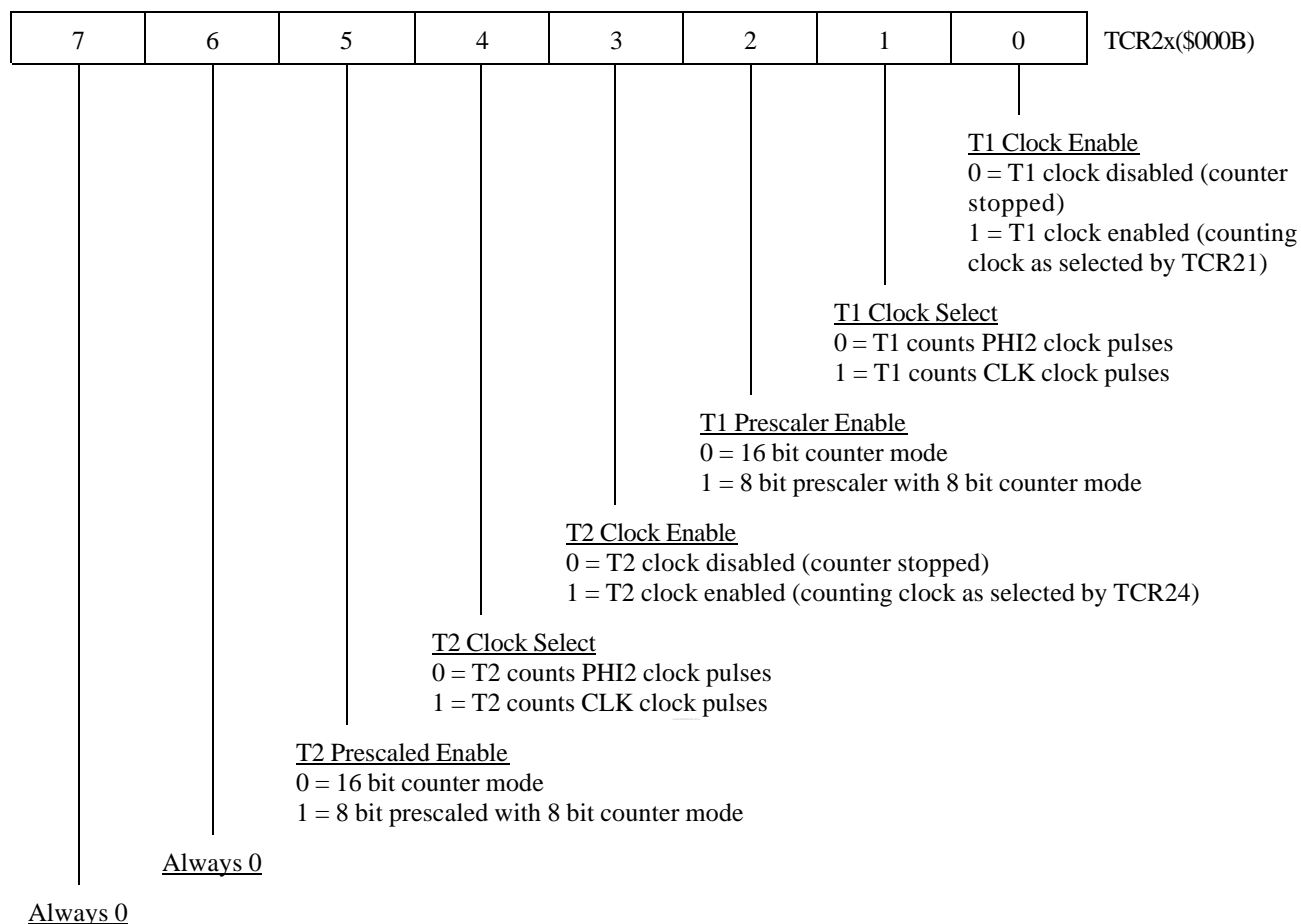 7 6 5 4 3 2 1 0 TCR2x($000B)
T1 Clock Enable
0 = T1 clock disabled (counter
stopped)
1 = T1 clock enabled (counting
clock as selected by TCR21)
T1 Clock Select
0 = T1 counts PHI2 clock pulses
1 = T1 counts CLK clock pulses
T1 Prescaler Enable
0 = 16 bit counter mode
1 = 8 bit prescaler with 8 bit counter mode
T2 Clock Enable
0 = T2 clock disabled (counter stopped)
1 = T2 clock enabled (counting clock as selected by TCR24)
T2 Clock Select
0 = T2 counts PHI2 clock pulses
1 = T2 counts CLK clock pulses
T2 Prescaled Enable
0 = 16 bit counter mode
1 = 8 bit prescaled with 8 bit counter mode
Always 0
Always 0